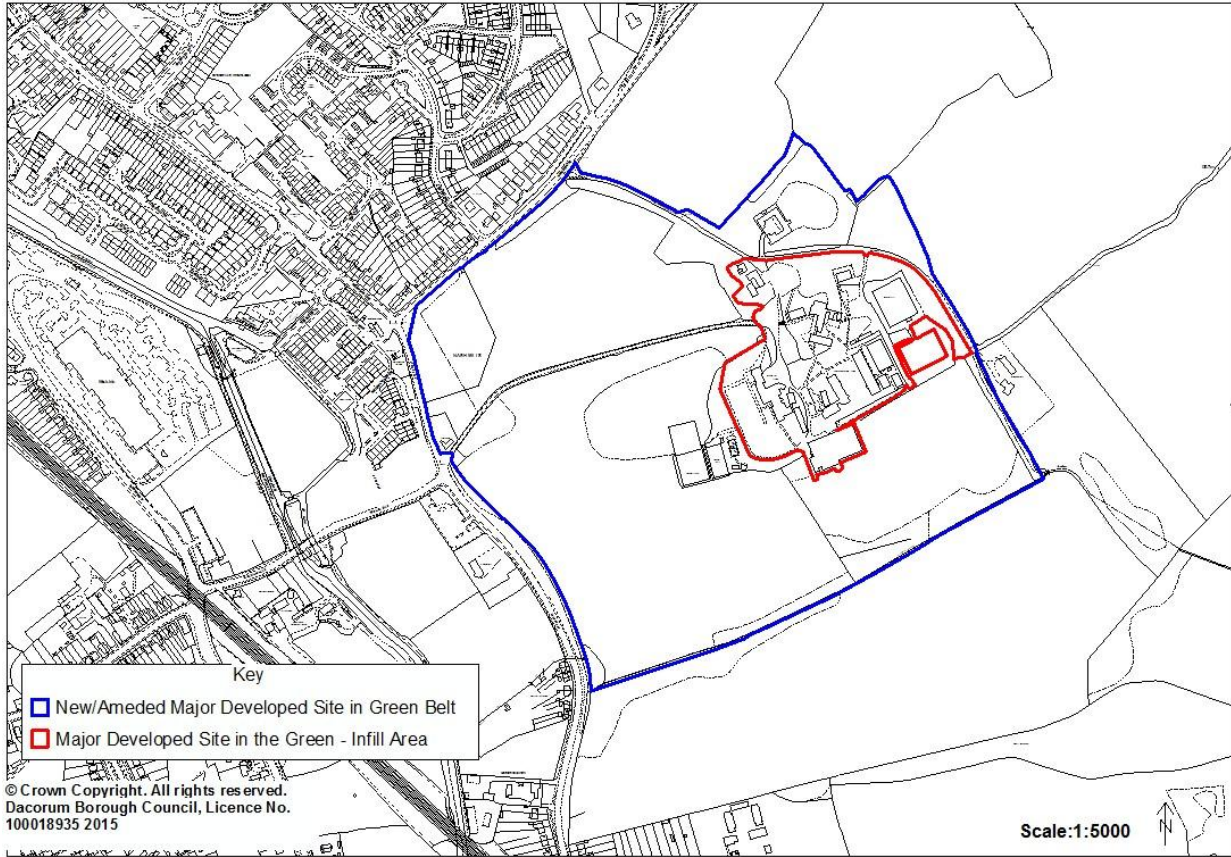 Key
New/Ameded Major Developed Site in Green Belt
Major Developed Site in the Green - Infill Area
© Crown Copyright. All rights reserved.
Dacorum Borough Council, Licence No.
100018935 2015
Scale:1:5000
N